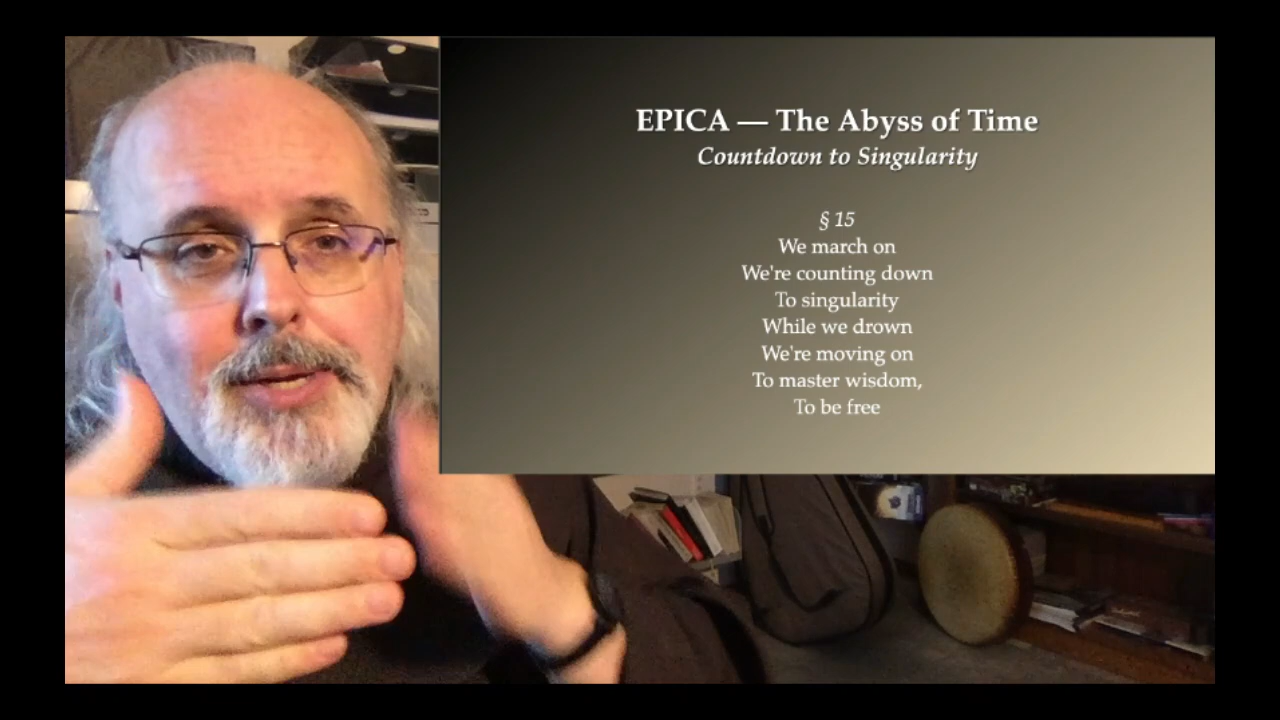 EPICA — The Abyss of Time
Countdown to Singularity
§ 15
We march on
We're counting down
To singularity
While we drown
We're moving on
To master wisdom,
To be free